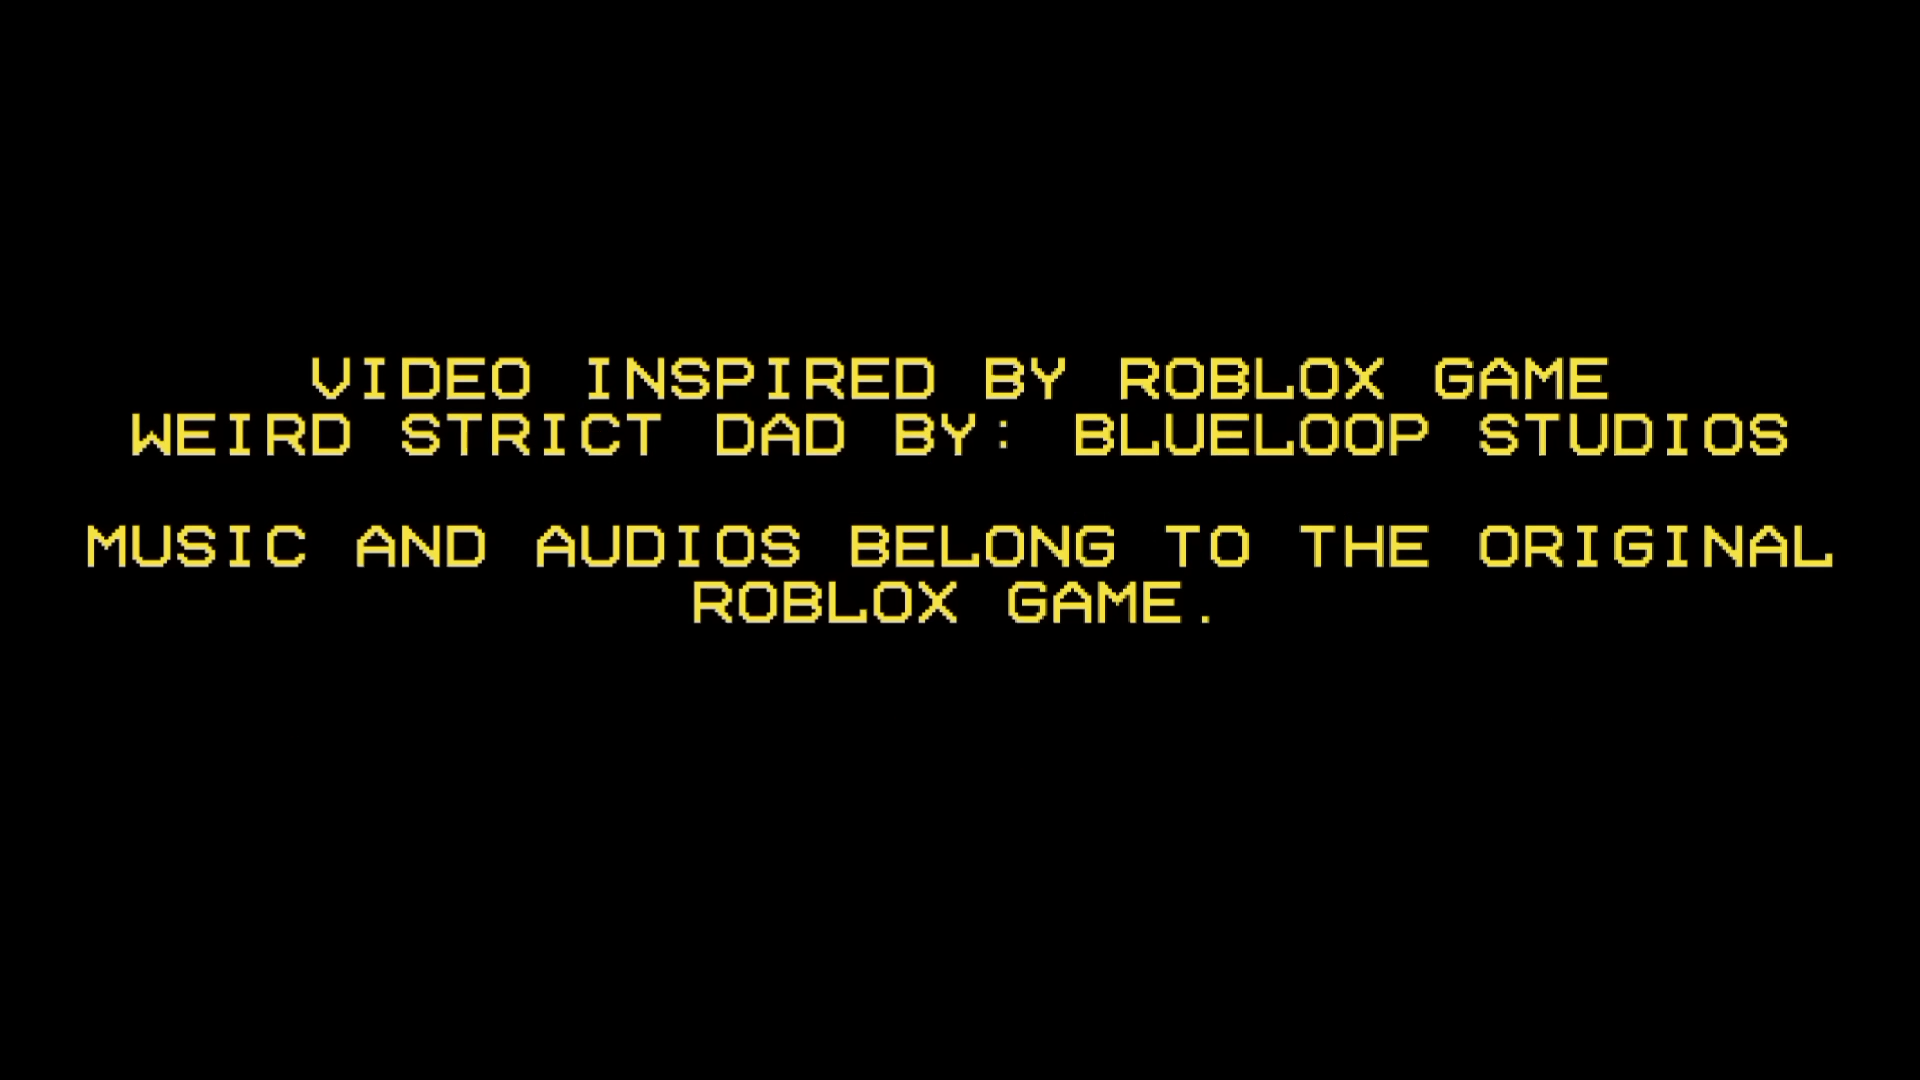 VIDEO INSPIRED BY ROBLOX GAME
WEIRD STRICT DAD BY: BLUELOOP STUDIOS
MUSIC AND AUDIOS BELONG TO THE ORIGINAL
ROBLOX GAME.